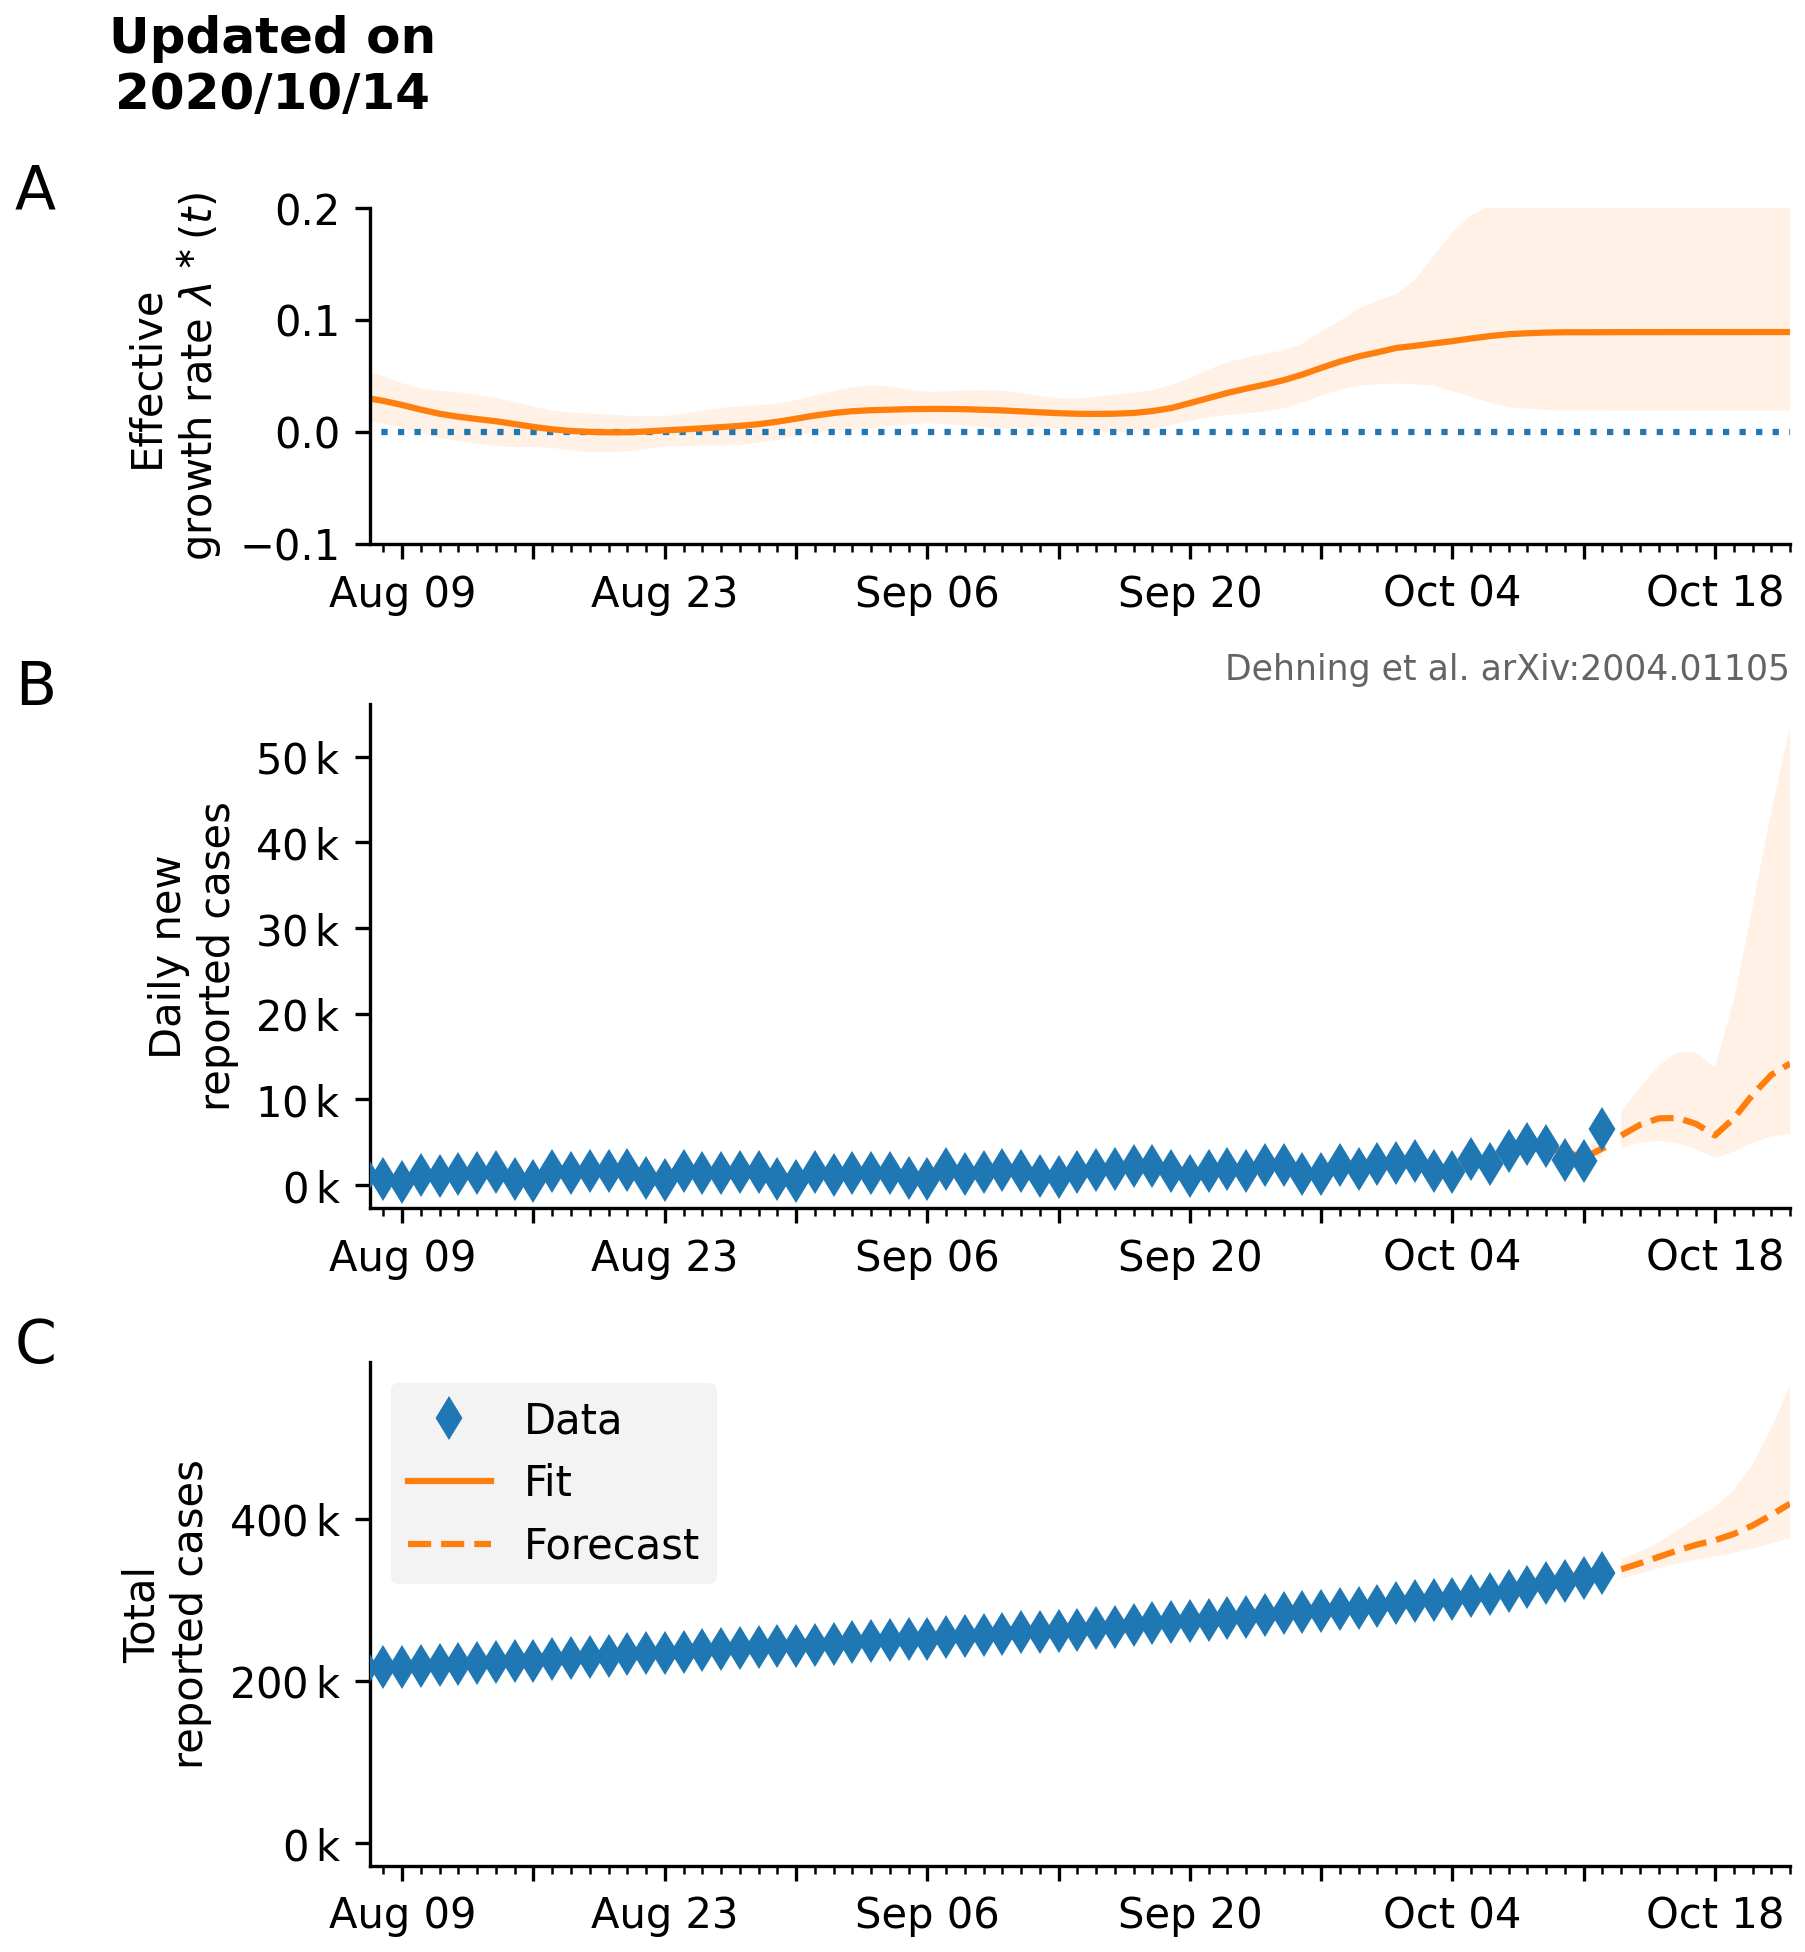 Updated on
2020/10/14
A
Effective
growth rate λ * (t)
0.2
0.1
0.0
−0.1
Aug 09
Aug 23
Sep 06
Sep 20
Oct 04
Oct 18
Dehning et al. arXiv:2004.01105
B
Daily new
reported cases
50 k
40 k
30 k
20 k
10 k
0 k
Aug 09
Aug 23
Sep 06
Sep 20
Oct 04
Oct 18
C
Total
reported cases
400 k
200 k
0 k
Data
Fit
Forecast
Aug 09
Aug 23
Sep 06
Sep 20
Oct 04
Oct 18